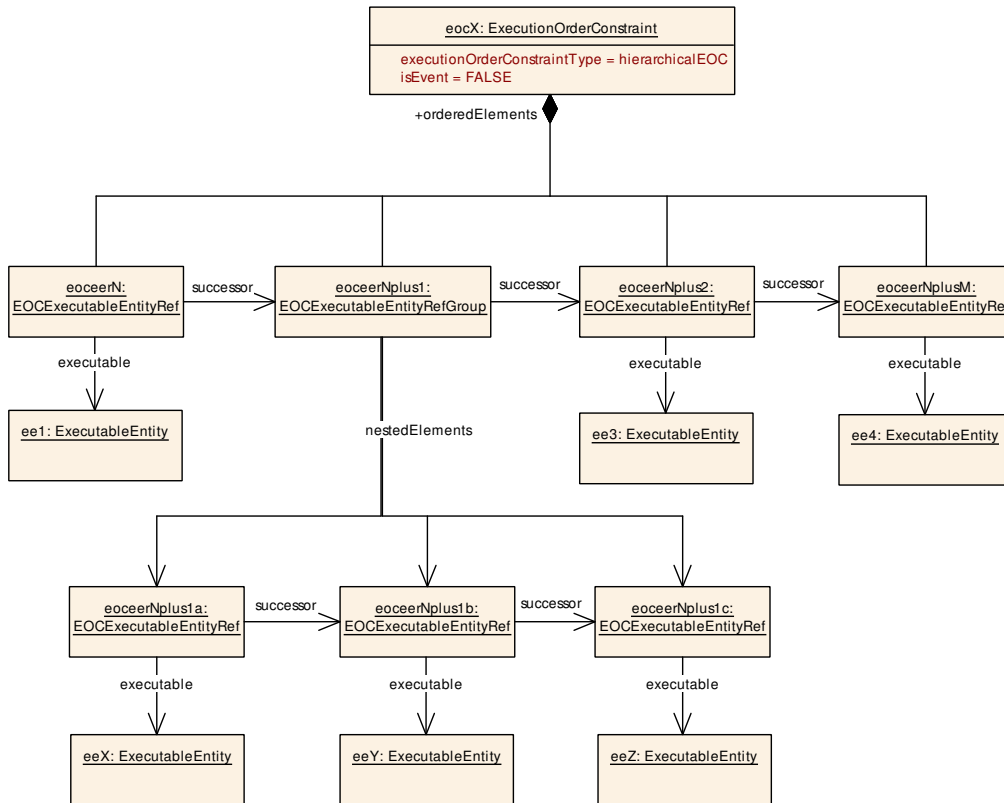 eocX: ExecutionOrderConstraint
executionOrderConstraintType = hierarchicalEOC
isEvent = FALSE
+orderedElements
eoceerN:
EOCExecutableEntityRef
successor
eoceerNplus1:
EOCExecutableEntityRefGroup
successor
eoceerNplus2:
EOCExecutableEntityRef
successor
eoceerNplusM:
EOCExecutableEntityRef
executable
executable
executable
ee1: ExecutableEntity
nestedElements
ee3: ExecutableEntity
ee4: ExecutableEntity
eoceerNplus1a:
EOCExecutableEntityRef
successor
eoceerNplus1b:
EOCExecutableEntityRef
successor
eoceerNplus1c:
EOCExecutableEntityRef
executable
executable
executable
eeX: ExecutableEntity
eeY: ExecutableEntity
eeZ: ExecutableEntity